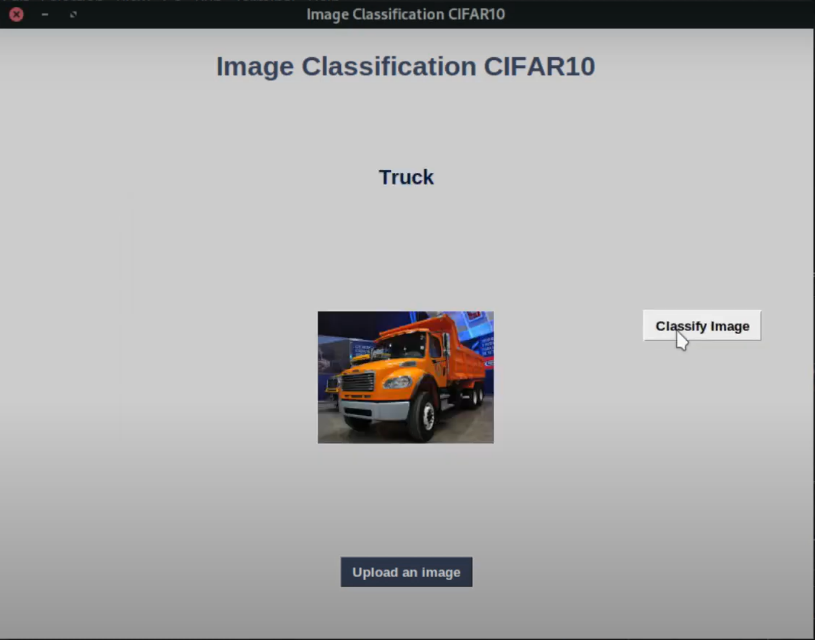 Image Classification CIFAR10
Image Classification CIFAR10
Truck
Classify Image
Upload an image